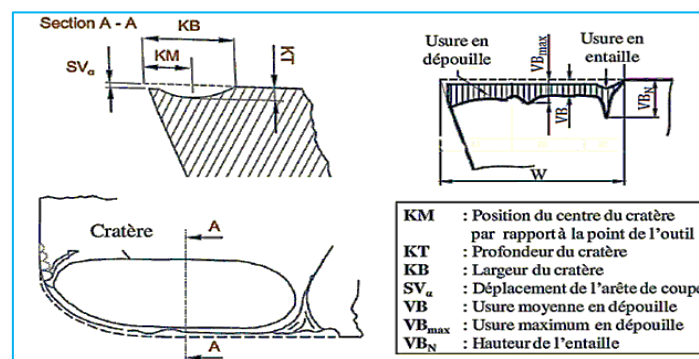 Section A - A
KB
KM
SVα
KT
Usure en
dépouille
VBmax
Usure en
entaille
VB
VBN
W
Cratère
A
A
KM : Position du centre du cratère
par rapport à la point de l'outil
KT : Profondeur du cratère
KB : Largeur du cratère
SVα : Déplacement de l'arête de coupe
VB : Usure moyenne en dépouille
VBmax : Usure maximum en dépouille
VBN : Hauteur de l'entaille